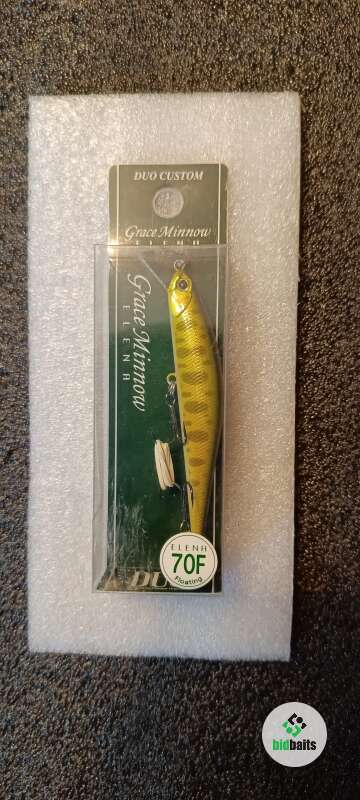 DUO CUSTOM
Grace Minnow
ELENA
Grace Minnow
ELENA
ELENA
70F
Floating
DU
bidbaits